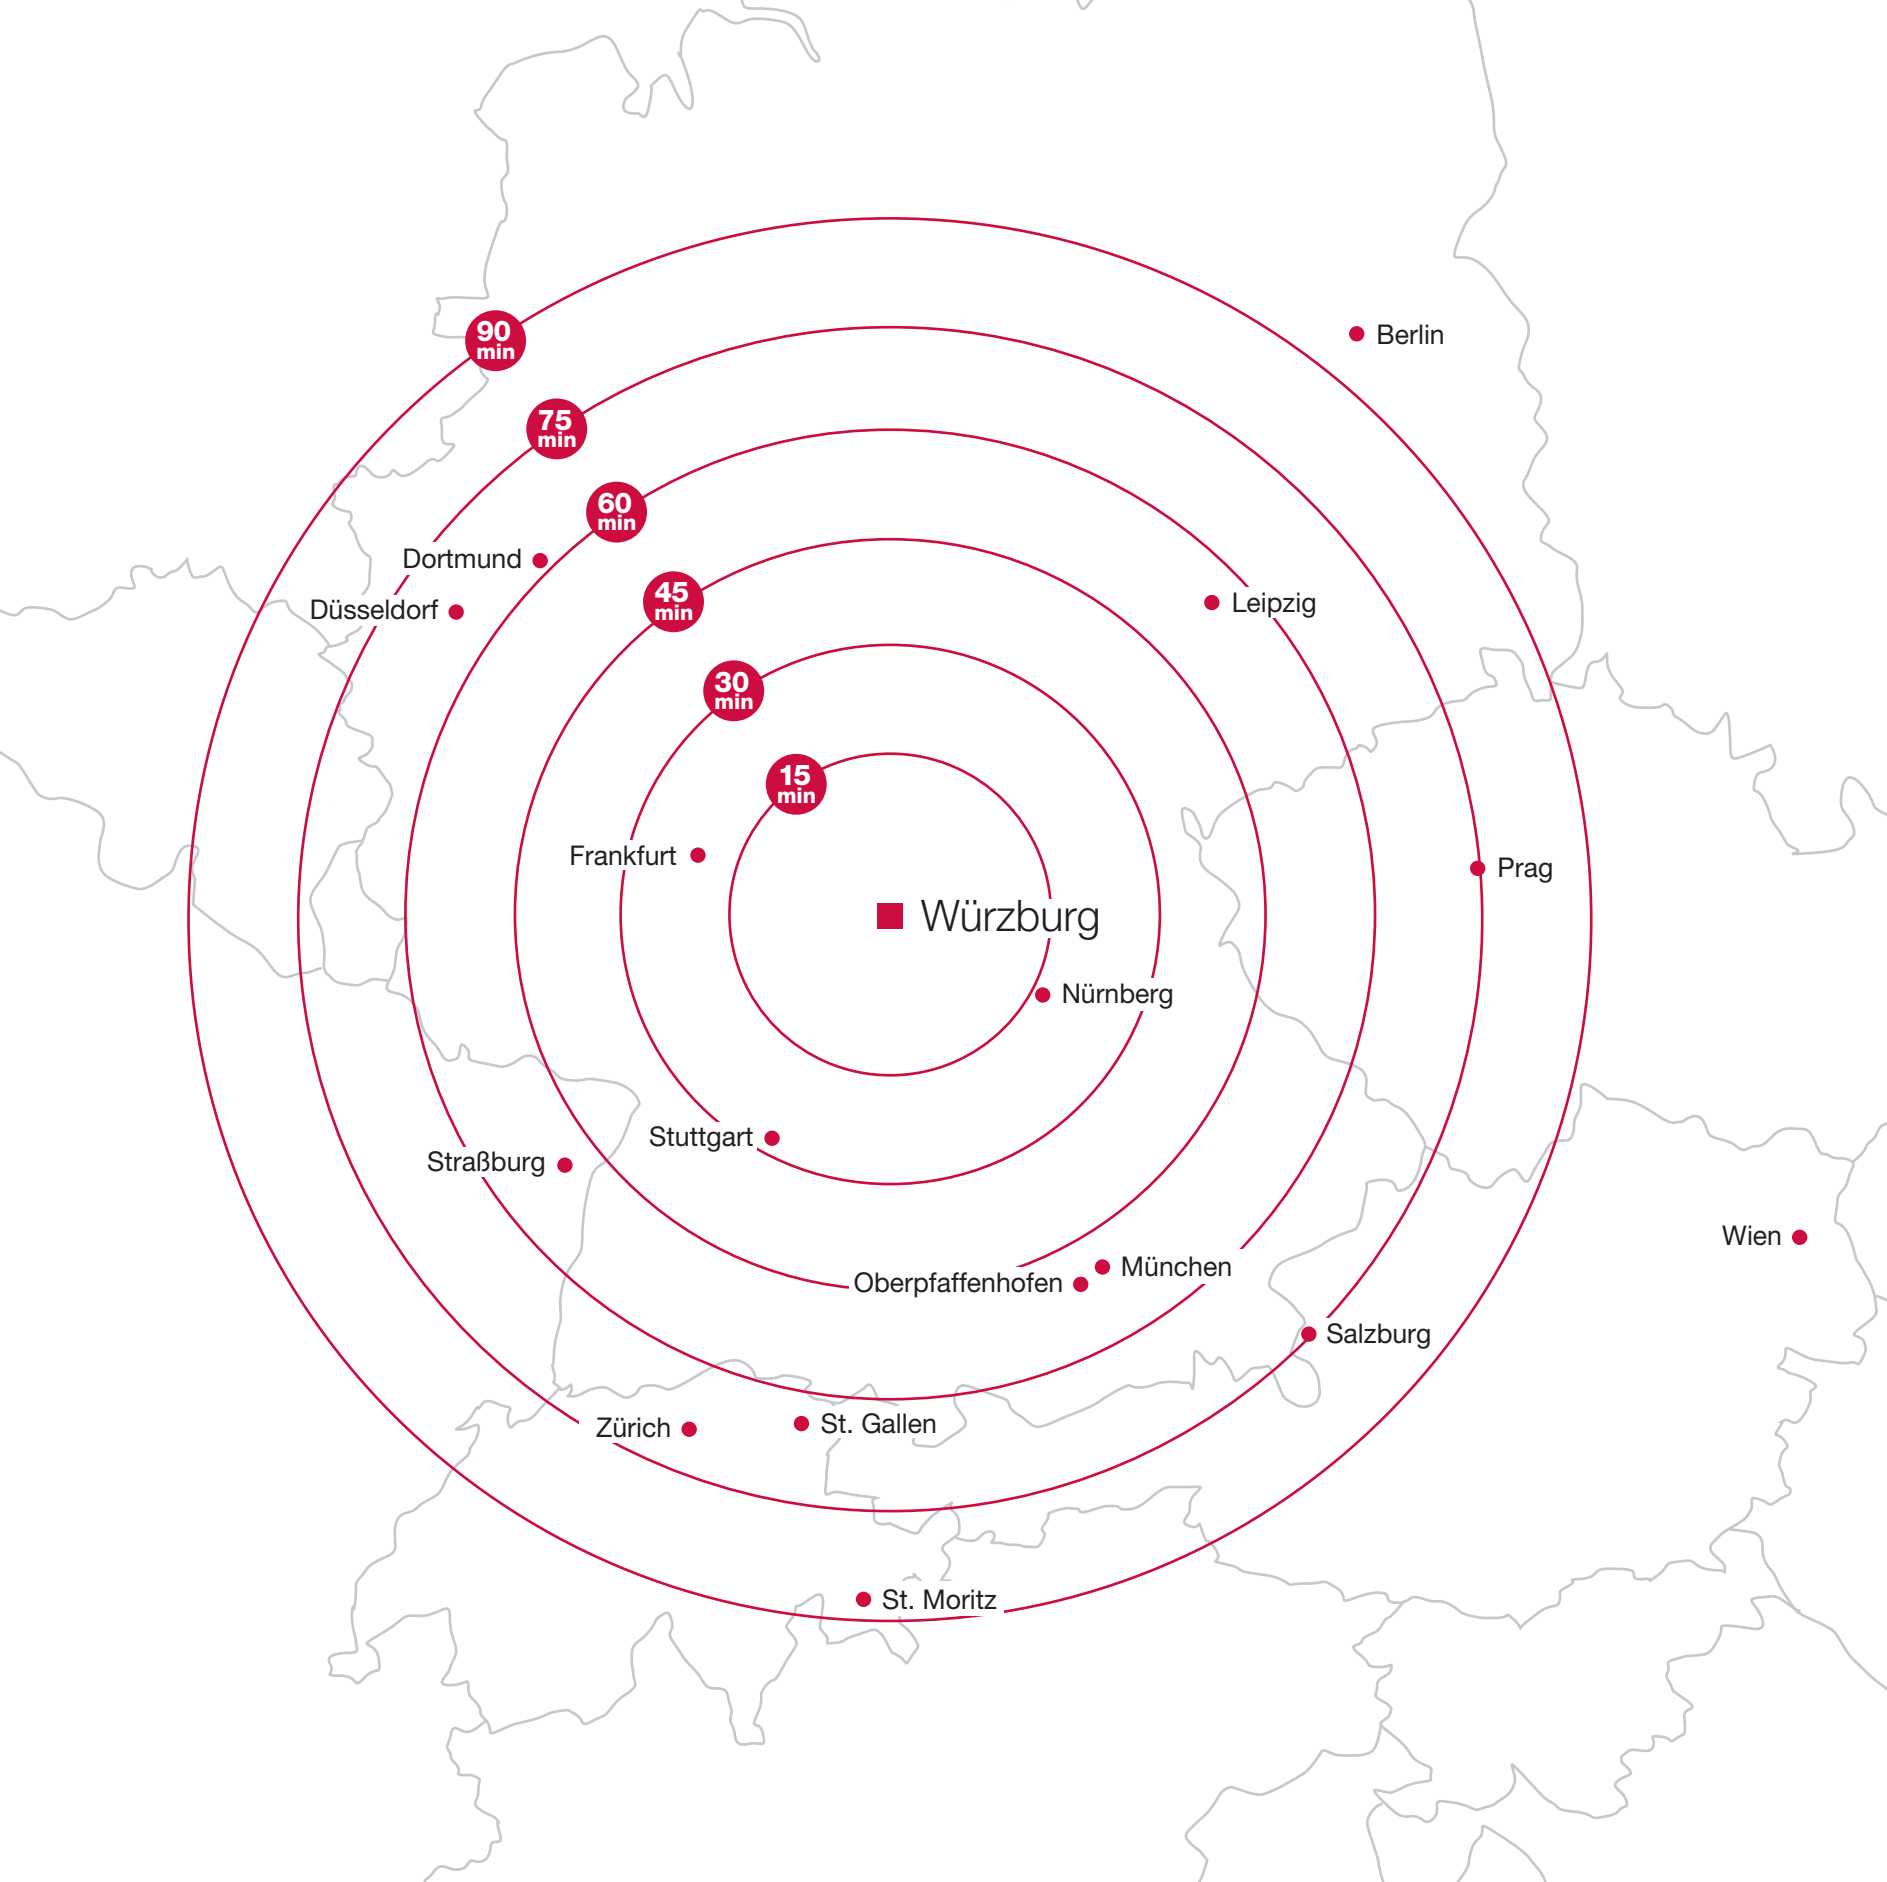 Berlin
90
min
75
min
60
min
Dortmund
45
min
Leipzig
Düsseldorf
30
min
15
min
Frankfurt
Prag
Würzburg
Nürnberg
Stuttgart
Straßburg
Wien
München
Oberpfaffenhofen
Salzburg
Zürich
St. Gallen
St. Moritz